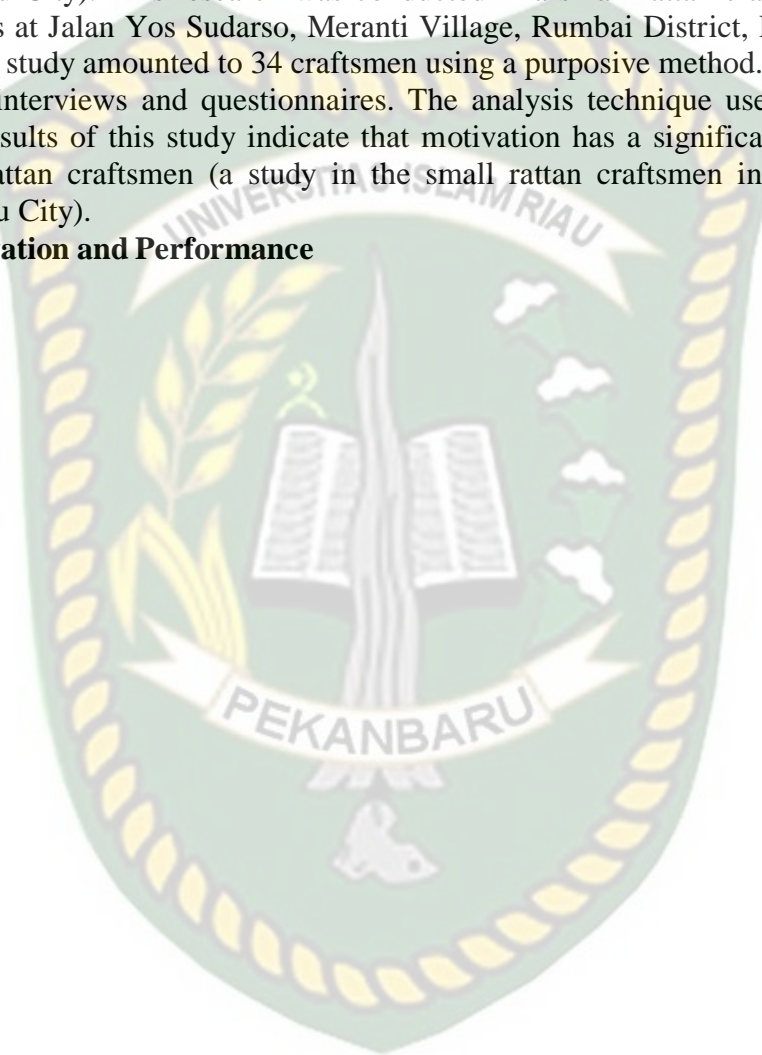 s at Jalan Yos Sudarso, Meranti Village, Rumbai District,
study amounted to 34 craftsmen using a purposive method.
interviews and questionnaires. The analysis technique use
sults of this study indicate that motivation has a significa
attan craftsmen (a study in the small rattan craftsmen in
u City).
ation and Performance
UNIVERSITAS ISLAM RIAU
PEKANBARU